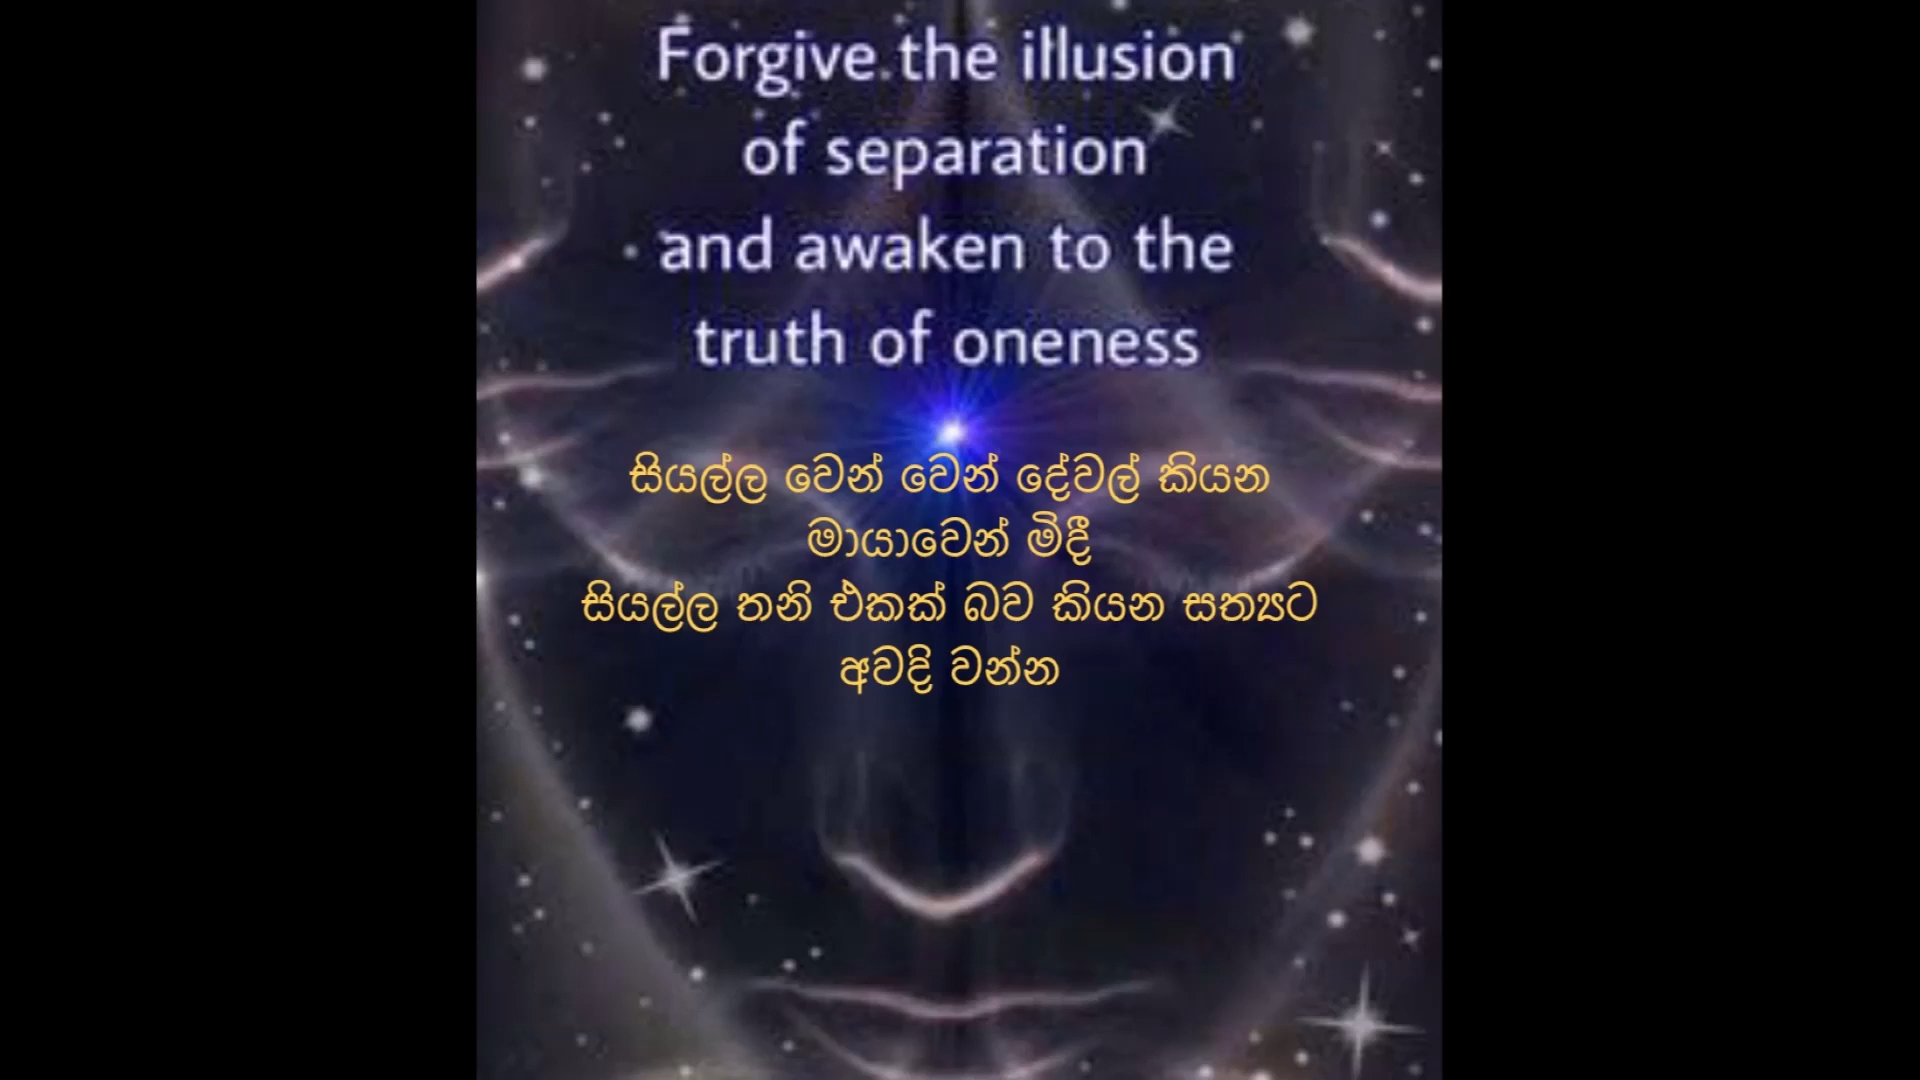 Forgive the illusion
of separation
and awaken to the
truth of oneness
සියල්ල වෙන් වෙන් දේවල් කියන
මායාවෙන් මිදී
සියල්ල තනි එකක් බව කියන සත්‍යට
අවදි වන්න